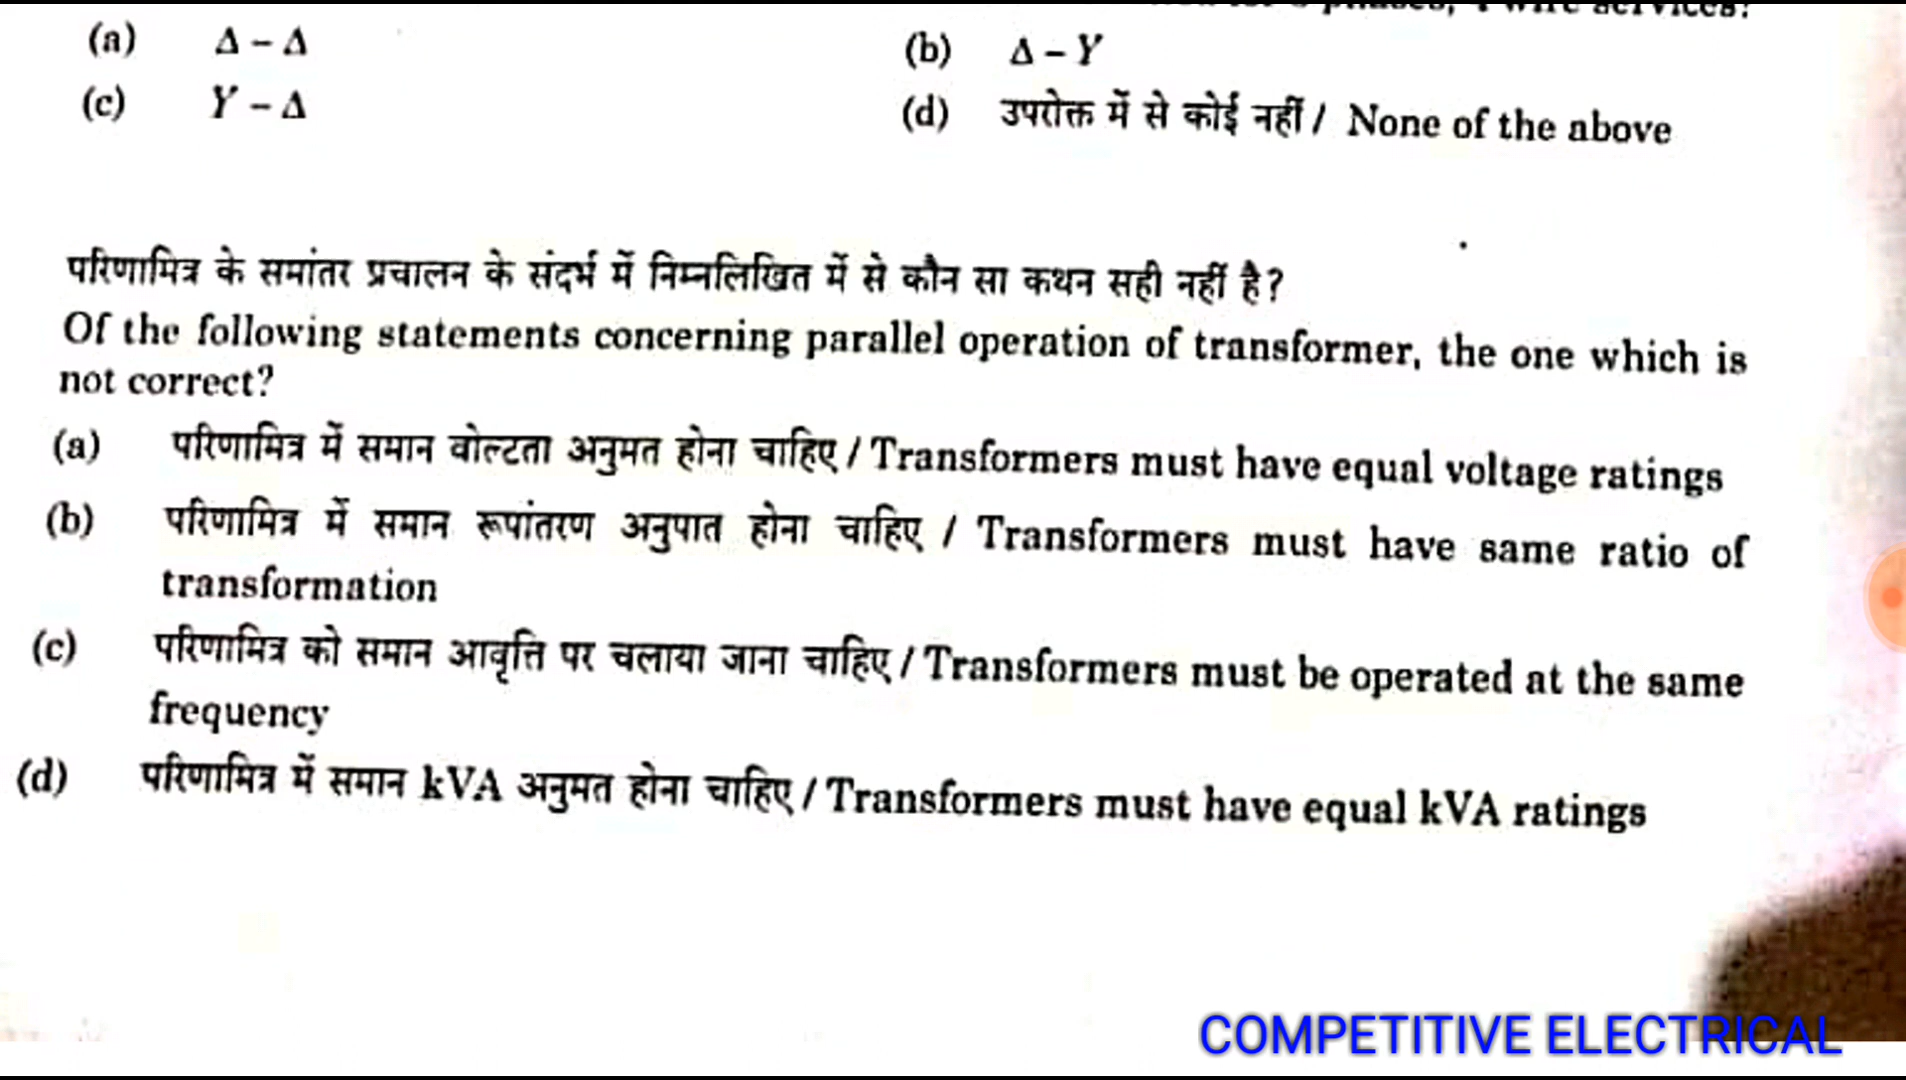 phases, 4 wire services?
(a) Δ – Δ
(b) Δ – Y
(c) Y – Δ
(d) उपरोक्त में से कोई नहीं / None of the above
परिणामित्र के समांतर प्रचालन के संदर्भ में निम्नलिखित में से कौन सा कथन सही नहीं है?
Of the following statements concerning parallel operation of transformer, the one which is
not correct?
(a) परिणामित्र में समान वोल्टता अनुमत होना चाहिए / Transformers must have equal voltage ratings
(b) परिणामित्र में समान रूपांतरण अनुपात होना चाहिए / Transformers must have same ratio of
transformation
(c) परिणामित्र को समान आवृत्ति पर चलाया जाना चाहिए / Transformers must be operated at the same
frequency
(d) परिणामित्र में समान kVA अनुमत होना चाहिए / Transformers must have equal kVA ratings
COMPETITIVE ELECTRICAL